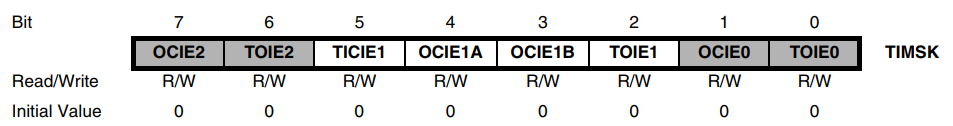 Bit 7 6 5 4 3 2 1 0
OCIE2 TOIE2 TICIE1 OCIE1A OCIE1B TOIE1 OCIE0 TOIE0 TIMSK
Read/Write R/W R/W R/W R/W R/W R/W R/W R/W
Initial Value 0 0 0 0 0 0 0 0